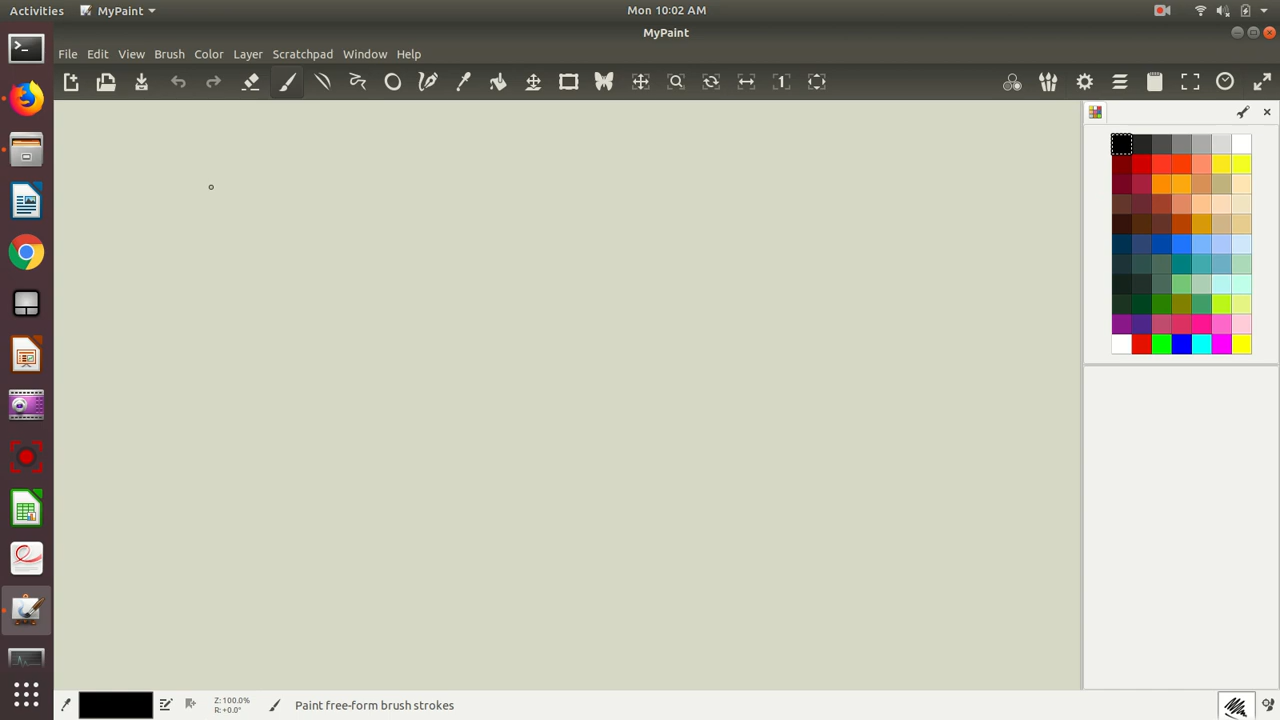 Activities MyPaint Mon 10:02 AM
MyPaint
File Edit View Brush Color Layer Scratchpad Window Help
1
Z: 100.0%
R: +0.0°
Paint free-form brush strokes